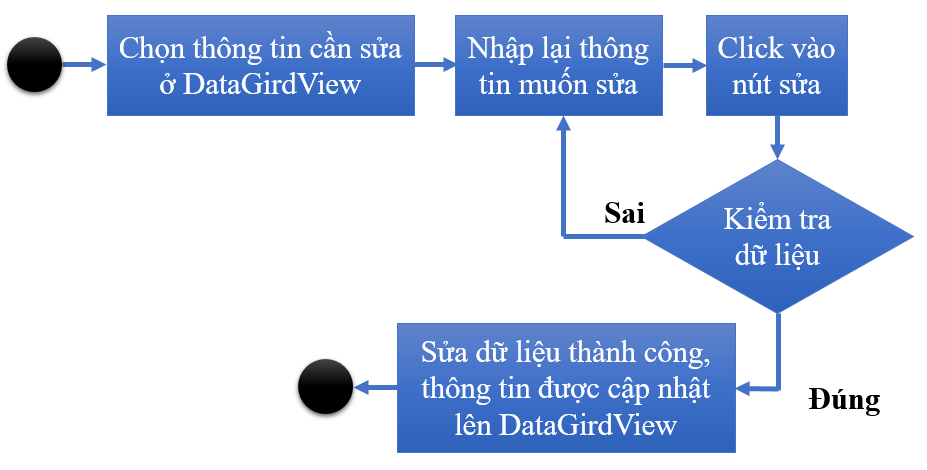 Chọn thông tin cần sửa
ở DataGirdView
Nhập lại thông
tin muốn sửa
Click vào
nút sửa
Sai
Kiểm tra
dữ liệu
Sửa dữ liệu thành công,
thông tin được cập nhật
lên DataGirdView
Đúng